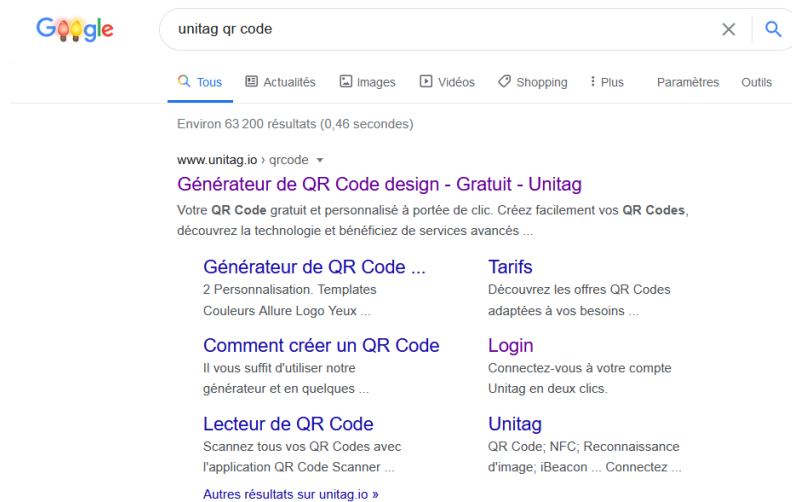 Google
unitag qr code
Tous Actualités Images Vidéos Shopping Plus Paramètres Outils
Environ 63 200 résultats (0,46 secondes)
www.unitag.io › qrcode
Générateur de QR Code design - Gratuit - Unitag
Votre QR Code gratuit et personnalisé à portée de clic. Créez facilement vos QR Codes,
découvrez la technologie et bénéficiez de services avancés ...
Générateur de QR Code ...
2 Personnalisation. Templates
Couleurs Allure Logo Yeux ...
Tarifs
Découvrez les offres QR Codes
adaptées à vos besoins ...
Comment créer un QR Code
Il vous suffit d'utiliser notre
générateur et en quelques ...
Login
Connectez-vous à votre compte
Unitag en deux clics.
Lecteur de QR Code
Scannez tous vos QR Codes avec
l'application QR Code Scanner ...
Unitag
QR Code; NFC; Reconnaissance
d'image; iBeacon ... Connectez ...
Autres résultats sur unitag.io »